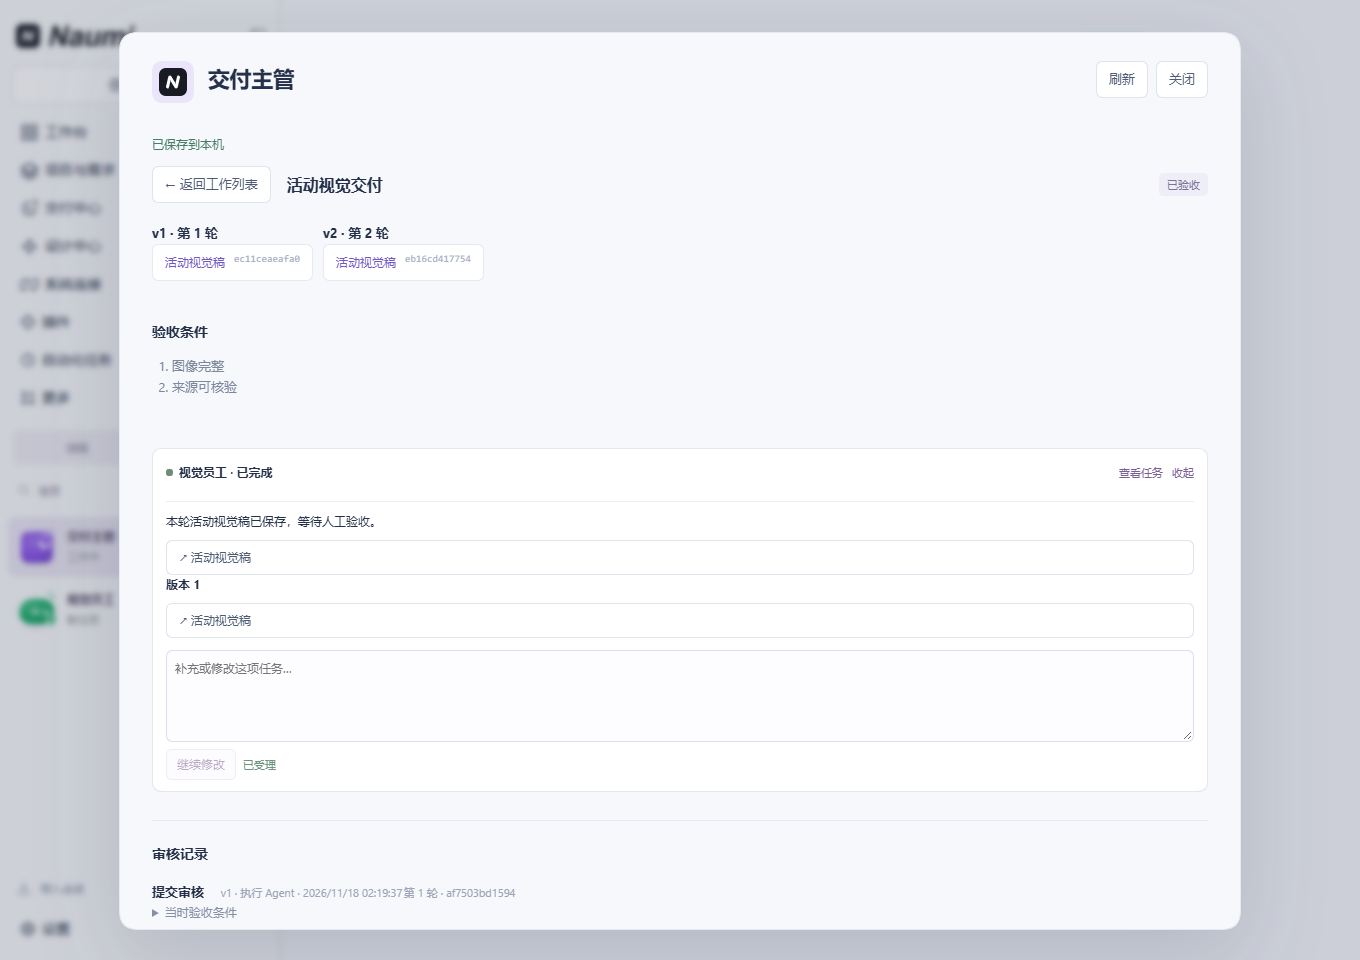 交付主管
刷新
关闭
已保存到本机
← 返回工作列表
活动视觉交付
已验收
v1 · 第 1 轮
v2 · 第 2 轮
活动视觉稿 ec11ceaeafa0
活动视觉稿 eb16cd417754
验收条件
1. 图像完整
2. 来源可核验
视觉员工 · 已完成
查看任务 收起
本轮活动视觉稿已保存，等待人工验收。
↗ 活动视觉稿
版本 1
↗ 活动视觉稿
补充或修改这项任务...
继续修改
已受理
审核记录
提交审核 v1 · 执行 Agent · 2026/11/18 02:19:37 第 1 轮 · af7503bd1594
▶ 当时验收条件